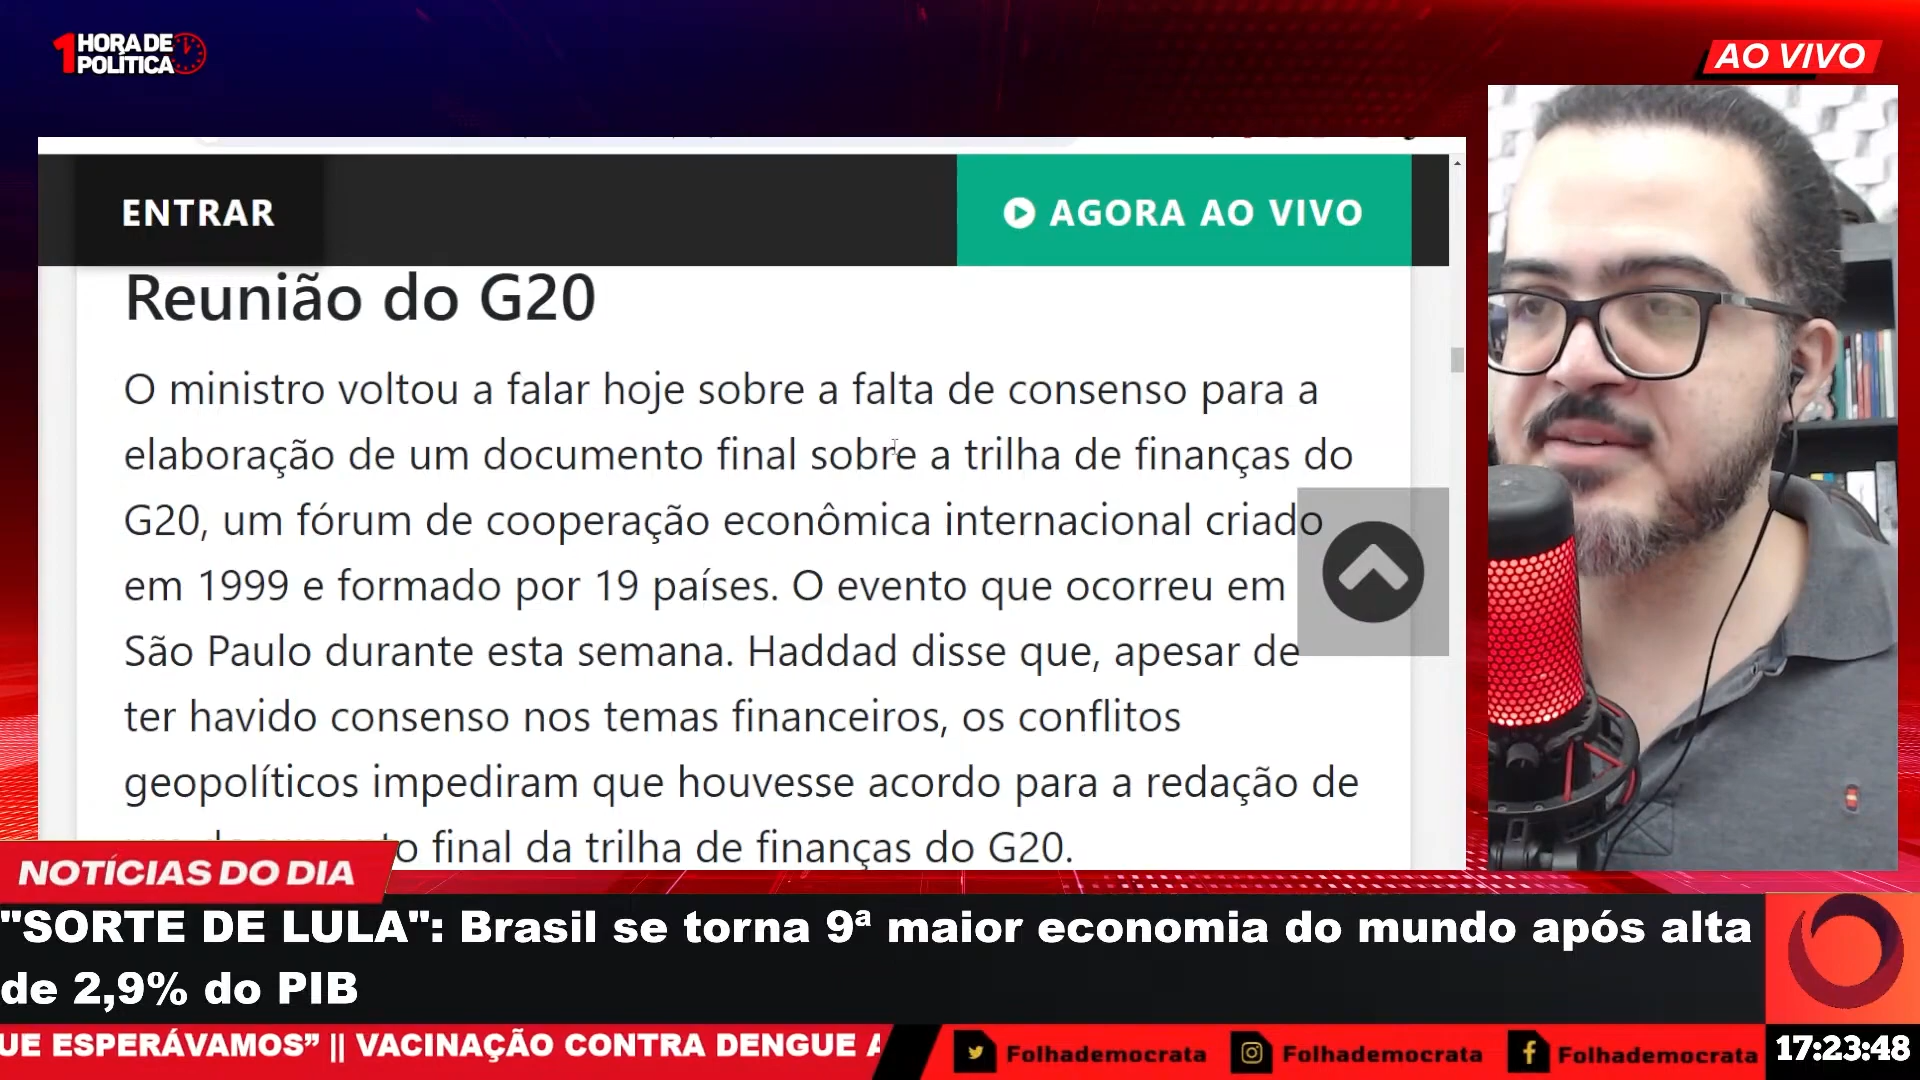 1 HORA DE
POLÍTICA
AO VIVO
ENTRAR
AGORA AO VIVO
Reunião do G20
O ministro voltou a falar hoje sobre a falta de consenso para a
elaboração de um documento final sobre a trilha de finanças do
G20, um fórum de cooperação econômica internacional criado
em 1999 e formado por 19 países. O evento que ocorreu em
São Paulo durante esta semana. Haddad disse que, apesar de
ter havido consenso nos temas financeiros, os conflitos
geopolíticos impediram que houvesse acordo para a redação de
final da trilha de finanças do G20.
NOTÍCIAS DO DIA
"SORTE DE LULA": Brasil se torna 9ª maior economia do mundo após alta
de 2,9% do PIB
UE ESPERÁVAMOS” || VACINAÇÃO CONTRA DENGUE A
Folhademocrata
Folhademocrata
Folhademocrata
17:23:48